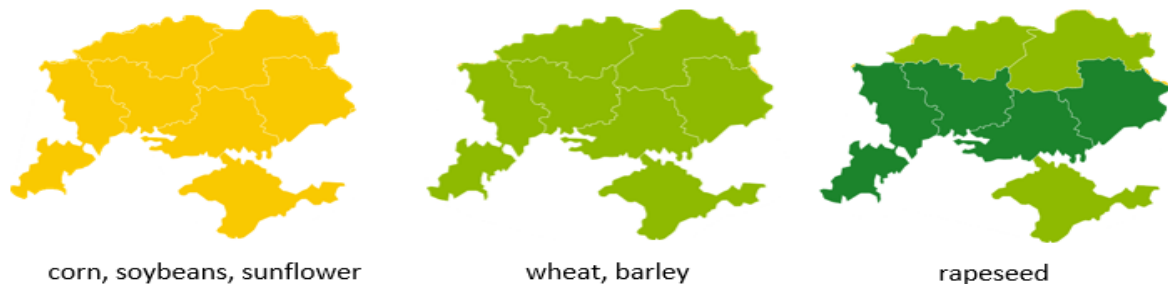 corn, soybeans, sunflower
wheat, barley
rapeseed